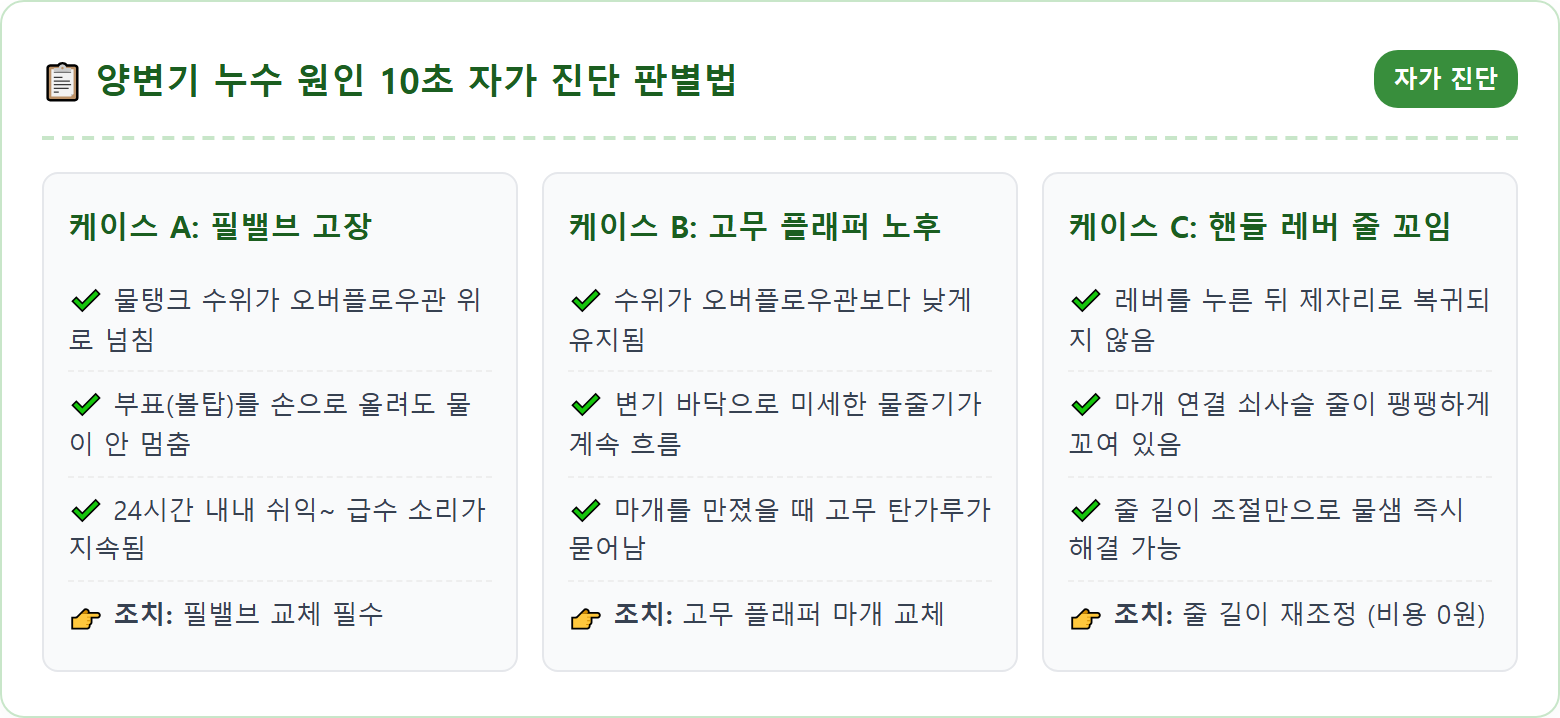 📋 양변기 누수 원인 10초 자가 진단 판별법
자가 진단
케이스 A: 필밸브 고장
✔ 물탱크 수위가 오버플로우관 위
로 넘침
✔ 부표(볼탑)를 손으로 올려도 물
이 안 멈춤
✔ 24시간 내내 쉬익~ 급수 소리가
지속됨
👉 조치: 필밸브 교체 필수
케이스 B: 고무 플래퍼 노후
✔ 수위가 오버플로우관보다 낮게
유지됨
✔ 변기 바닥으로 미세한 물줄기가
계속 흐름
✔ 마개를 만졌을 때 고무 탄가루가
묻어남
👉 조치: 고무 플래퍼 마개 교체
케이스 C: 핸들 레버 줄 꼬임
✔ 레버를 누른 뒤 제자리로 복귀되
지 않음
✔ 마개 연결 쇠사슬 줄이 팽팽하게
꼬여 있음
✔ 줄 길이 조절만으로 물샘 즉시
해결 가능
👉 조치: 줄 길이 재조정 (비용 0원)